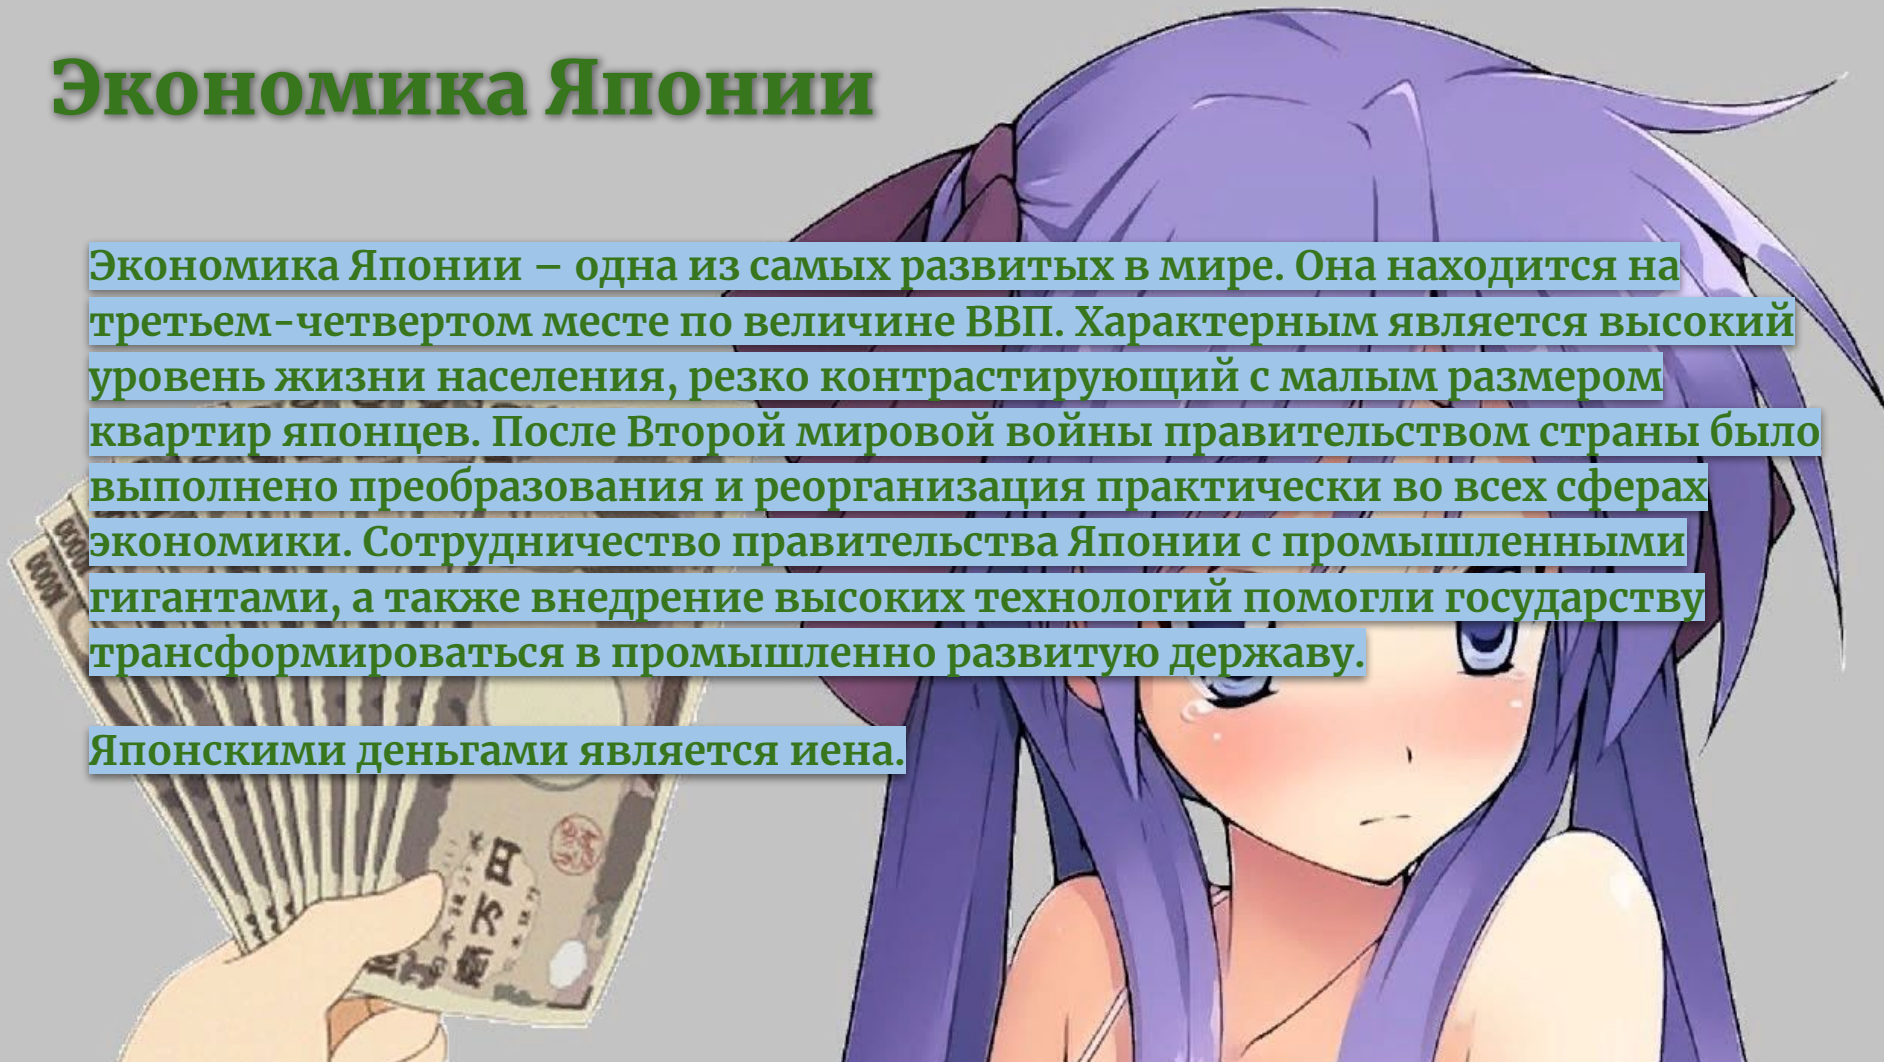 Экономика Японии
Экономика Японии – одна из самых развитых в мире. Она находится на
третьем-четвертом месте по величине ВВП. Характерным является высокий
уровень жизни населения, резко контрастирующий с малым размером
квартир японцев. После Второй мировой войны правительством страны было
выполнено преобразования и реорганизация практически во всех сферах
экономики. Сотрудничество правительства Японии с промышленными
гигантами, а также внедрение высоких технологий помогли государству
трансформироваться в промышленно развитую державу.
Японскими деньгами является иена.